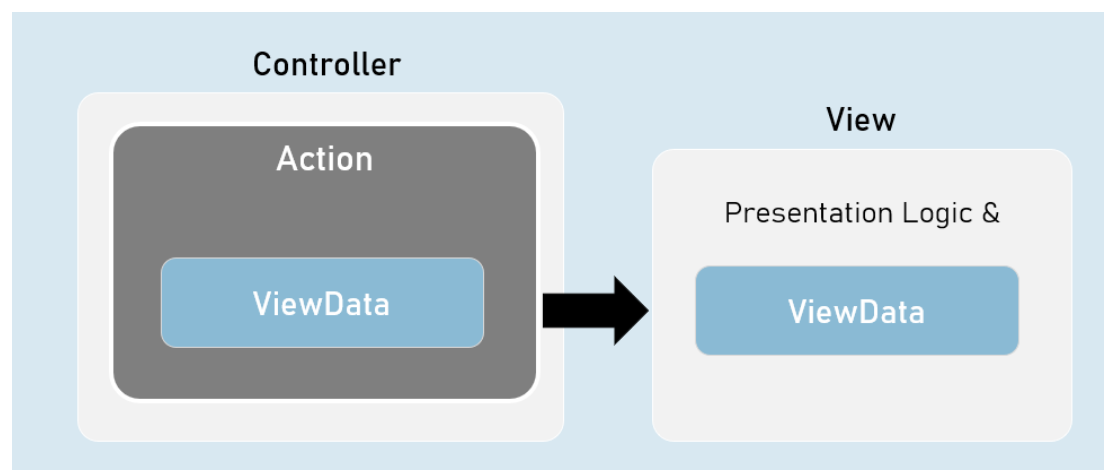 Controller
Action
ViewData
View
Presentation Logic &
ViewData